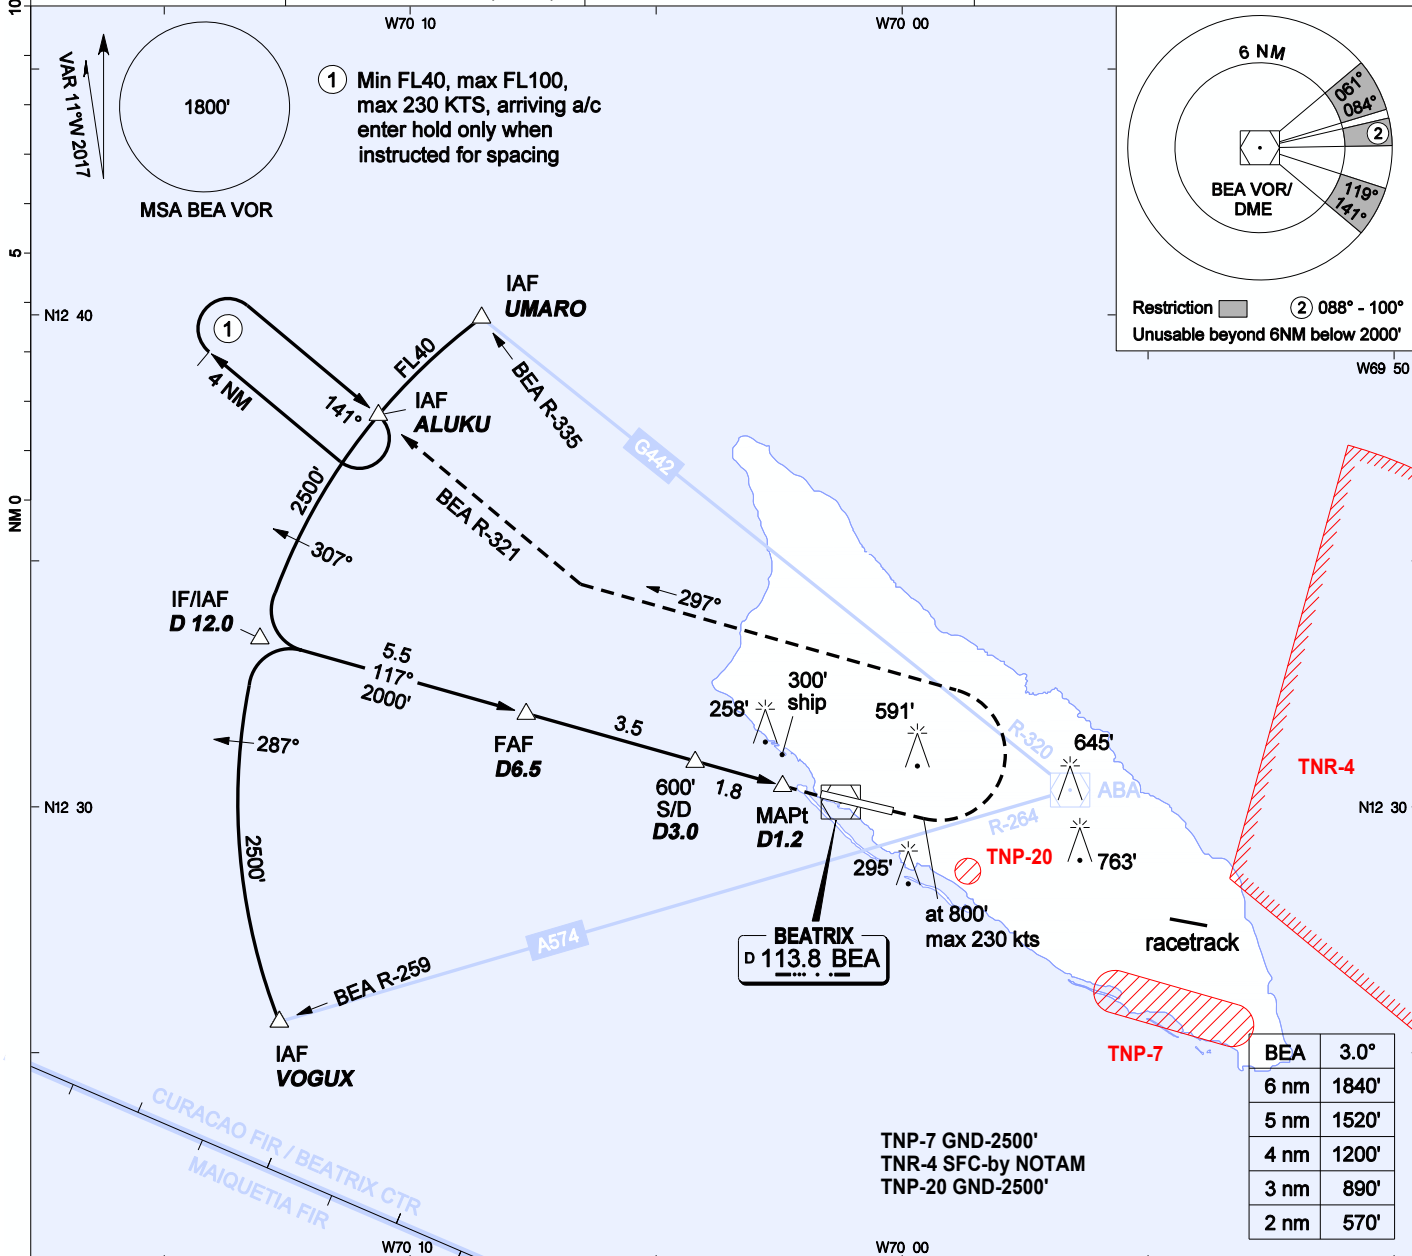 10
W70 10
W70 00
VAR 11°W 2017
1800'
MSA BEA VOR
1
Min FL40, max FL100,
max 230 KTS, arriving a/c
enter hold only when
instructed for spacing
6 NM
061°
084°
2
119°
141°
BEA VOR/
DME
Restriction
2 088° - 100°
Unusable beyond 6NM below 2000'
W69 50
5
N12 40
IAF
UMARO
1
FL40
4 NM
141°
IAF
ALUKU
BEA R-335
G442
2500'
BEA R-321
NM 0
307°
297°
IF/IAF
D 12.0
5.5
117°
2000'
300'
ship
258'
591'
3.5
R-320
645'
287°
FAF
D6.5
TNR-4
600'
S/D
D3.0
1.8
MAPt
D1.2
ABA
N12 30
N12 30
R-264
2500'
295'
TNP-20
763'
at 800'
max 230 kts
racetrack
BEATRIX
D 113.8 BEA
A574
BEA R-259
IAF
VOGUX
TNP-7
BEA 3.0°
6 nm 1840'
5 nm 1520'
4 nm 1200'
3 nm 890'
2 nm 570'
CURACAO FIR / BEATRIX CTR
MAIQUETIA FIR
TNP-7 GND-2500'
TNR-4 SFC-by NOTAM
TNP-20 GND-2500'
W70 10
W70 00